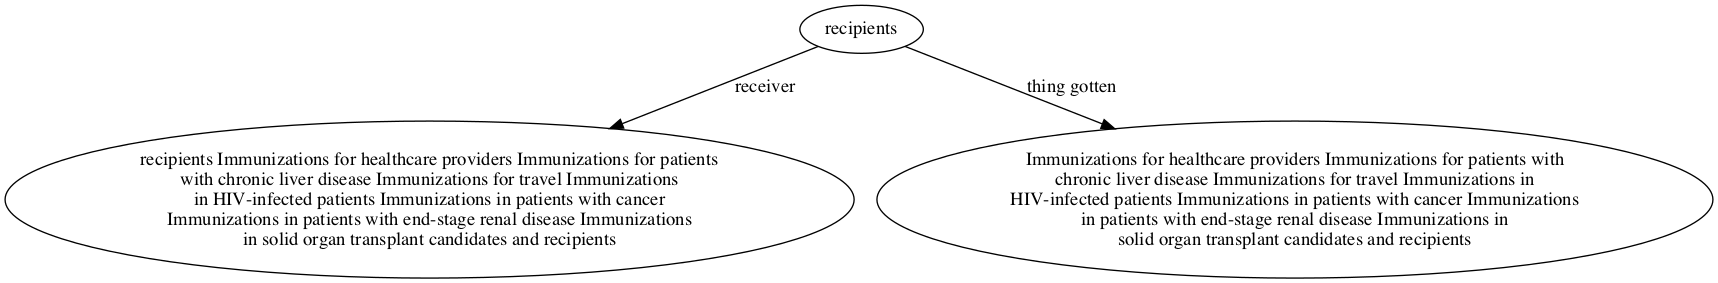 recipients
receiver
thing gotten
recipients Immunizations for healthcare providers Immunizations for patients
with chronic liver disease Immunizations for travel Immunizations
in HIV-infected patients Immunizations in patients with cancer
Immunizations in patients with end-stage renal disease Immunizations
in solid organ transplant candidates and recipients
Immunizations for healthcare providers Immunizations for patients with
chronic liver disease Immunizations for travel Immunizations in
HIV-infected patients Immunizations in patients with cancer Immunizations
in patients with end-stage renal disease Immunizations in
solid organ transplant candidates and recipients